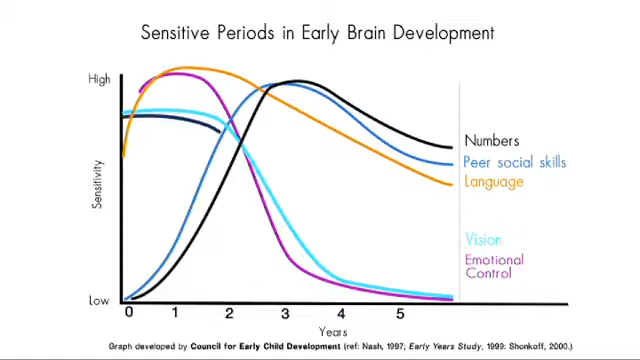 Sensitive Periods in Early Brain Development
High
Sensitivity
Low
Numbers
Peer social skills
Language
Vision
Emotional
Control
0 1 2 3 4 5
Years
Graph developed by Council for Early Child Development (ref: Nash, 1997; Early Years Study, 1999: Shonkoff, 2000.)